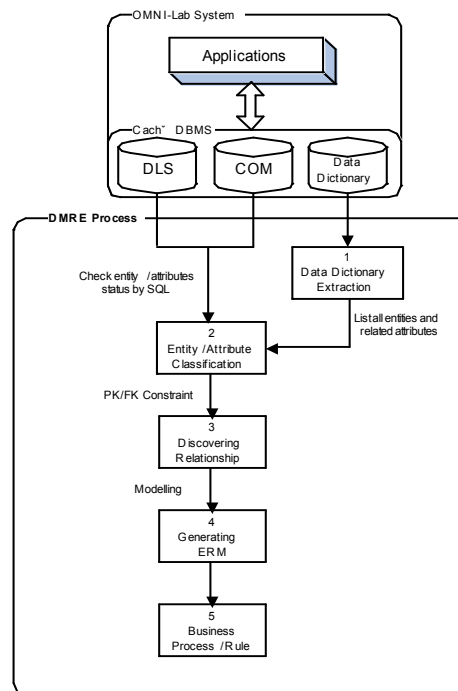 OMNI-Lab System
Applications
Cach˘ DBMS
DLS
COM
Data
Dictionary
DMRE Process
1
Data Dictionary
Extraction
Check entity /attributes
status by SQL
List all entities and
related attributes
2
Entity /Attribute
Classification
PK/FK Constraint
3
Discovering
Relationship
Modelling
4
Generating
ERM
5
Business
Process /Rule